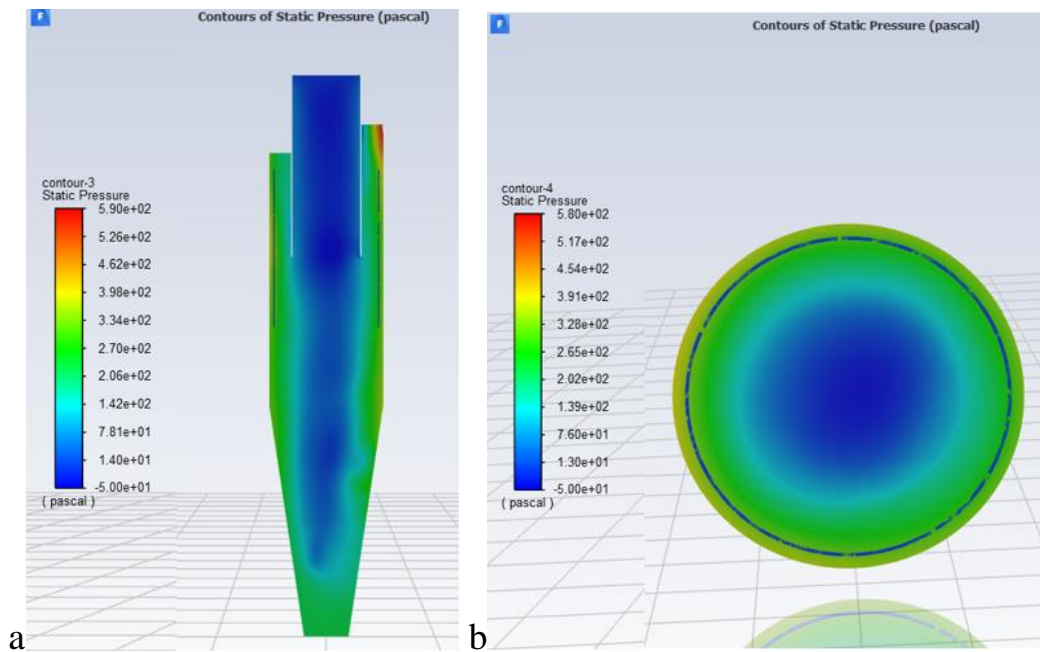 F
Contours of Static Pressure (pascal)
contour-3
Static Pressure
5.90e+02
5.26e+02
4.62e+02
3.98e+02
3.34e+02
2.70e+02
2.06e+02
1.42e+02
7.81e+01
1.40e+01
-5.00e+01
( pascal )
a
F
Contours of Static Pressure (pascal)
contour-4
Static Pressure
5.80e+02
5.17e+02
4.54e+02
3.91e+02
3.28e+02
2.65e+02
2.02e+02
1.39e+02
7.60e+01
1.30e+01
-5.00e+01
( pascal )
b